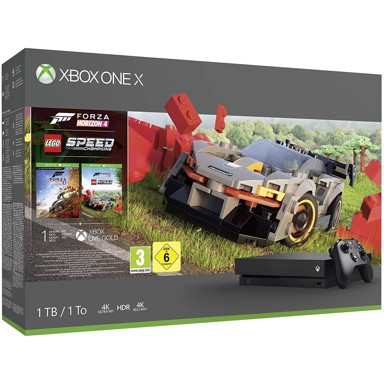 XBOX ONE X
FORZA
HORIZON 4
LEGO
SPEED
CHAMPIONS
FORZA
1
XBOX
LIVE GOLD
3
6
1 TB / 1 To
4K
ULTRA HD
HDR
4K
BLU-RAY